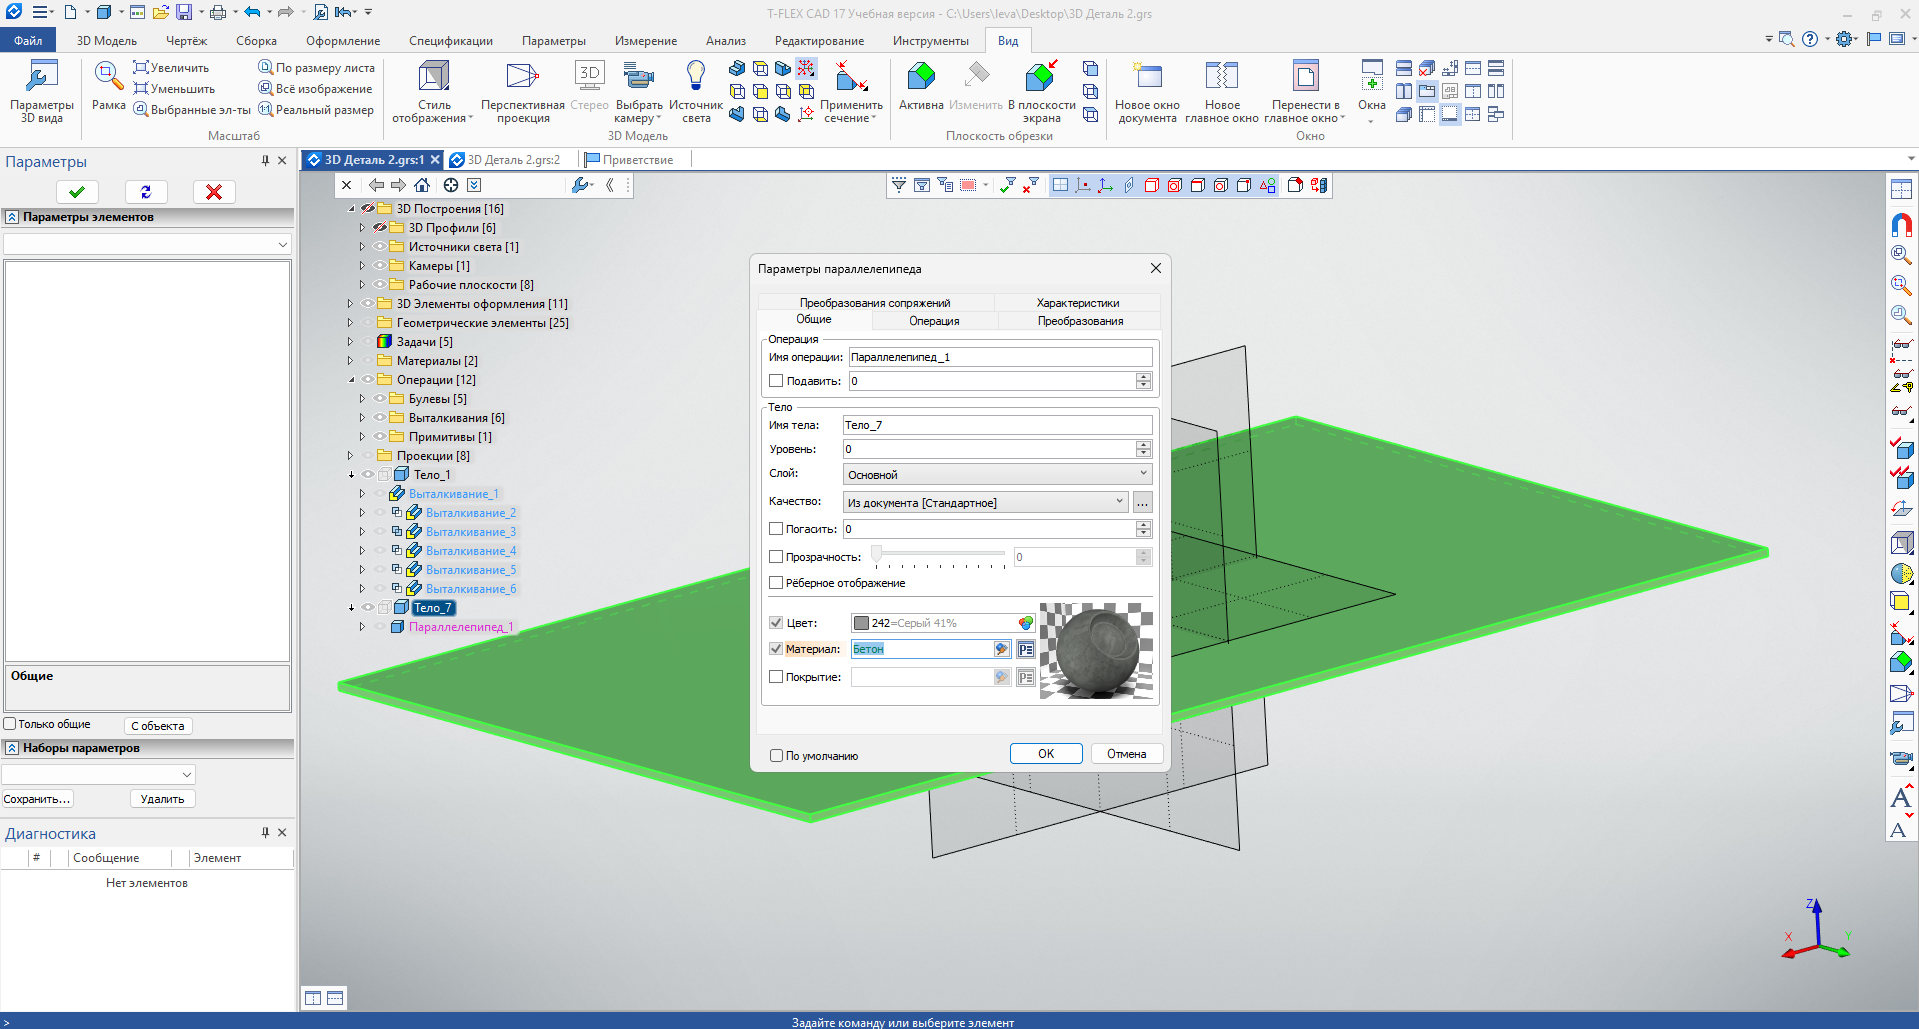 T-FLEX CAD 17 Учебная версия - C:\Users\leva\Desktop\3D Деталь 2.grs
Файл
3D Модель
Чертёж
Сборка
Оформление
Спецификации
Параметры
Измерение
Анализ
Редактирование
Инструменты
Вид
Параметры 3D вида
Рамка
Увеличить
Уменьшить
Выбранные эл-ты
По размеру листа
Всё изображение
Реальный размер
Масштаб
Стиль отображения
Перспективная проекция
3D
Стерео
Выбрать камеру
Источник света
Применить сечение
3D Модель
Активна
Изменить
В плоскости экрана
Плоскость обрезки
Новое окно документа
Новое главное окно
Перенести в главное окно
Окна
Окно
Параметры
3D Деталь 2.grs:1
3D Деталь 2.grs:2
Приветствие
Параметры элементов
Общие
Только общие
С объекта
Наборы параметров
Сохранить...
Удалить
Диагностика
#
Сообщение
Элемент
Нет элементов
3D Построения [16]
3D Профили [6]
Источники света [1]
Камеры [1]
Рабочие плоскости [8]
3D Элементы оформления [11]
Геометрические элементы [25]
Задачи [5]
Материалы [2]
Операции [12]
Булевы [5]
Выталкивания [6]
Примитивы [1]
Проекции [8]
Тело_1
Выталкивание_1
Выталкивание_2
Выталкивание_3
Выталкивание_4
Выталкивание_5
Выталкивание_6
Тело_7
Параллелепипед_1
Параметры параллелепипеда
Преобразования сопряжений
Характеристики
Общие
Операция
Преобразования
Операция
Имя операции: Параллелепипед_1
Подавить: 0
Тело
Имя тела: Тело_7
Уровень: 0
Слой: Основной
Качество: Из документа [Стандартное] ...
Погасить: 0
Прозрачность: 0
Рёберное отображение
Цвет: 242=Серый 41%
Материал: Бетон
Покрытие:
По умолчанию
ОК
Отмена
Z
X
Y
> Задайте команду или выберите элемент